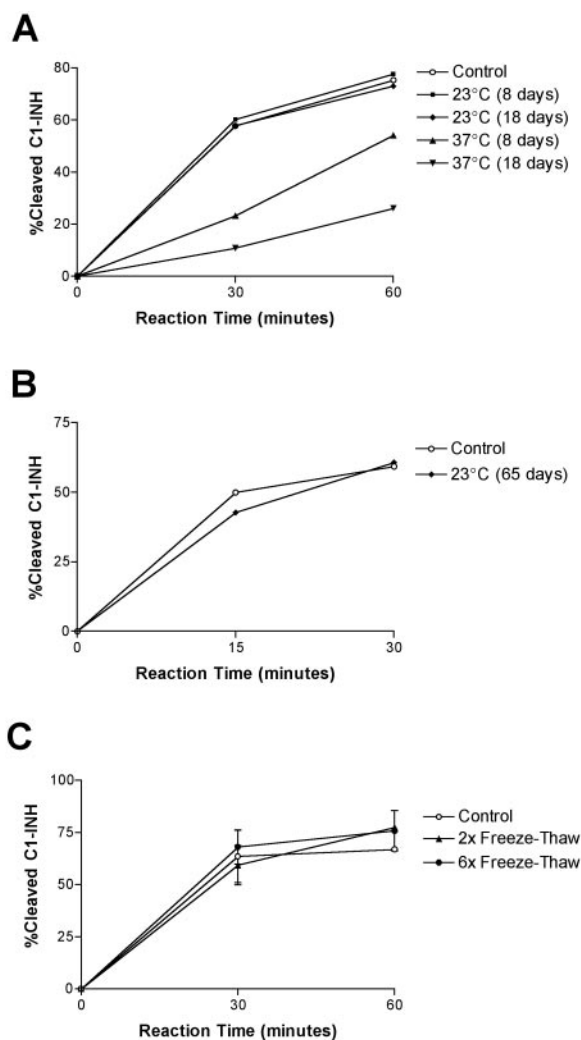 A
%Cleaved C1-INH
80
60
40
20
0
0 30 60
Reaction Time (minutes)
Control
23°C (8 days)
23°C (18 days)
37°C (8 days)
37°C (18 days)
B
%Cleaved C1-INH
75
50
25
0
0 15 30
Reaction Time (minutes)
Control
23°C (65 days)
C
%Cleaved C1-INH
100
75
50
25
0
0 30 60
Reaction Time (minutes)
Control
2x Freeze-Thaw
6x Freeze-Thaw